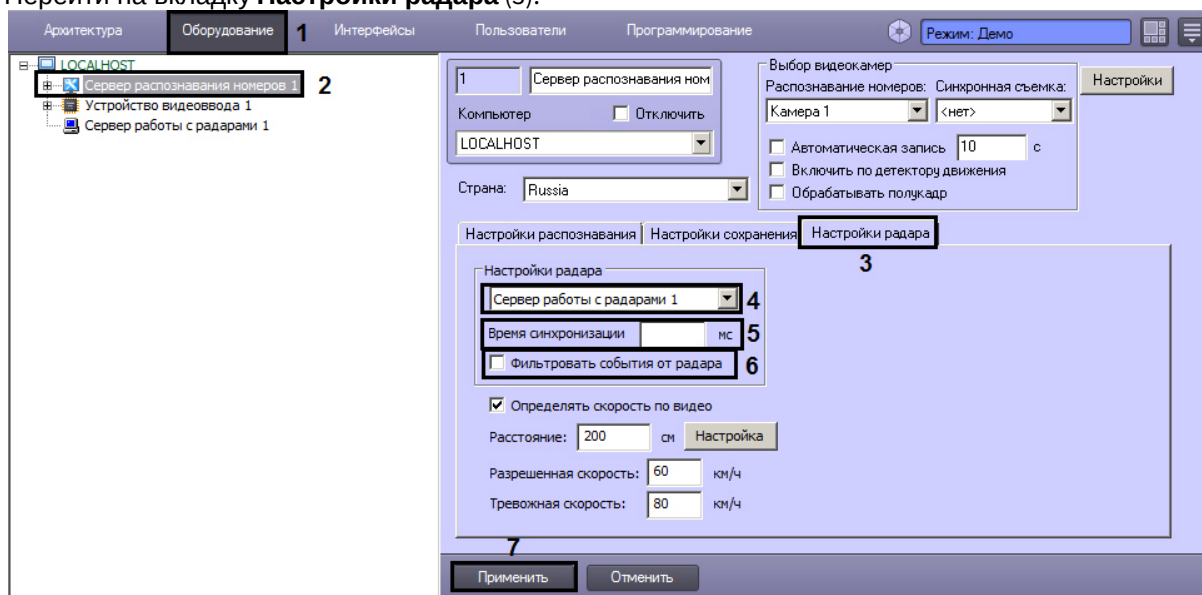 Перейти на вкладку Настройки радара (3).
Архитектура Оборудование 1 Интерфейсы Пользователи Программирование Режим: Демо
LOCALHOST
Сервер распознавания номеров 1 2
Устройство видеоввода 1
Сервер работы с радарами 1
1 Сервер распознавания ном
Компьютер Отключить
LOCALHOST
Страна: Russia
Выбор видеокамер
Распознавание номеров: Синхронная съемка:
Камера 1 <нет>
Автоматическая запись 10 с
Включить по детектору движения
Обрабатывать полукадр
Настройки
Настройки распознавания Настройки сохранения Настройки радара
3
Настройки радара
Сервер работы с радарами 1 4
Время синхронизации мс 5
Фильтровать события от радара 6
Определять скорость по видео
Расстояние: 200 см Настройка
Разрешенная скорость: 60 км/ч
Тревожная скорость: 80 км/ч
7
Применить Отменить